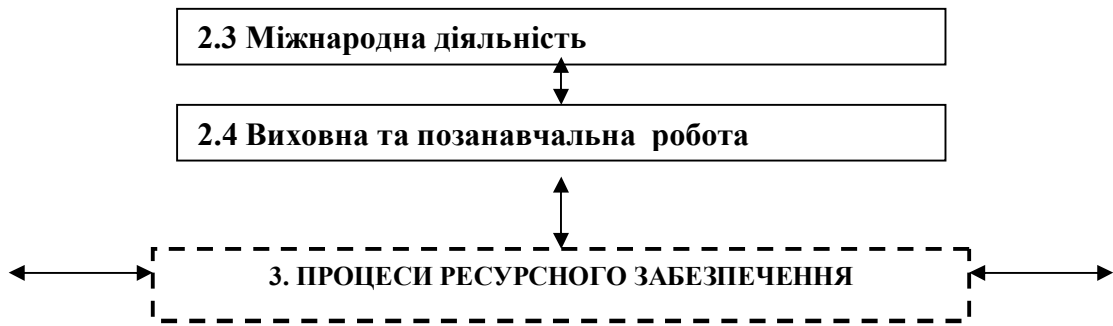 2.3 Міжнародна діяльність
2.4 Виховна та позанавчальна робота
3. ПРОЦЕСИ РЕСУРСНОГО ЗАБЕЗПЕЧЕННЯ